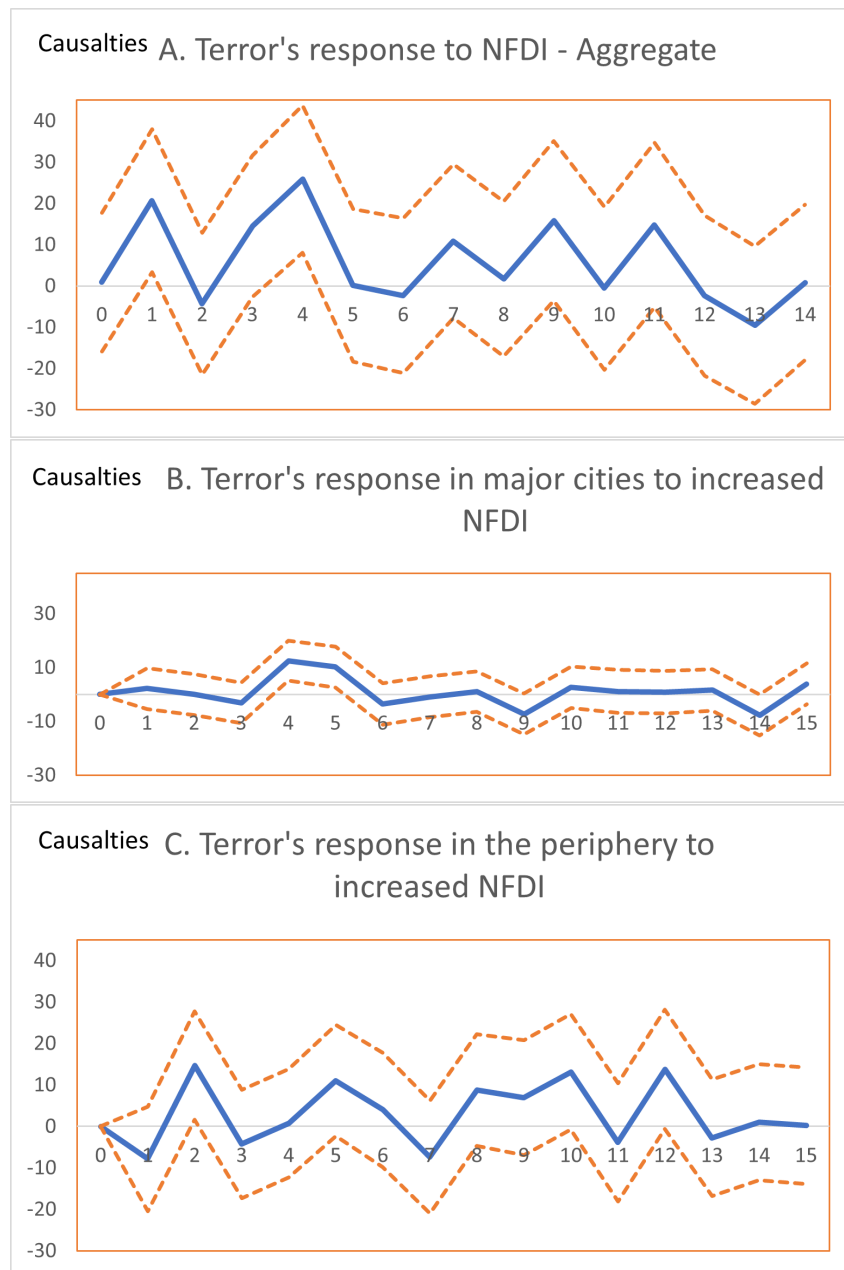 Causalties A. Terror's response to NFDI - Aggregate
40
30
20
10
0
0 1 2 3 4 5 6 7 8 9 10 11 12 13 14
-10
-20
-30
Causalties B. Terror's response in major cities to increased
NFDI
30
10
-10
0 1 2 3 4 5 6 7 8 9 10 11 12 13 14 15
-30
Causalties C. Terror's response in the periphery to
increased NFDI
40
30
20
10
0
0 1 2 3 4 5 6 7 8 9 10 11 12 13 14 15
-10
-20
-30